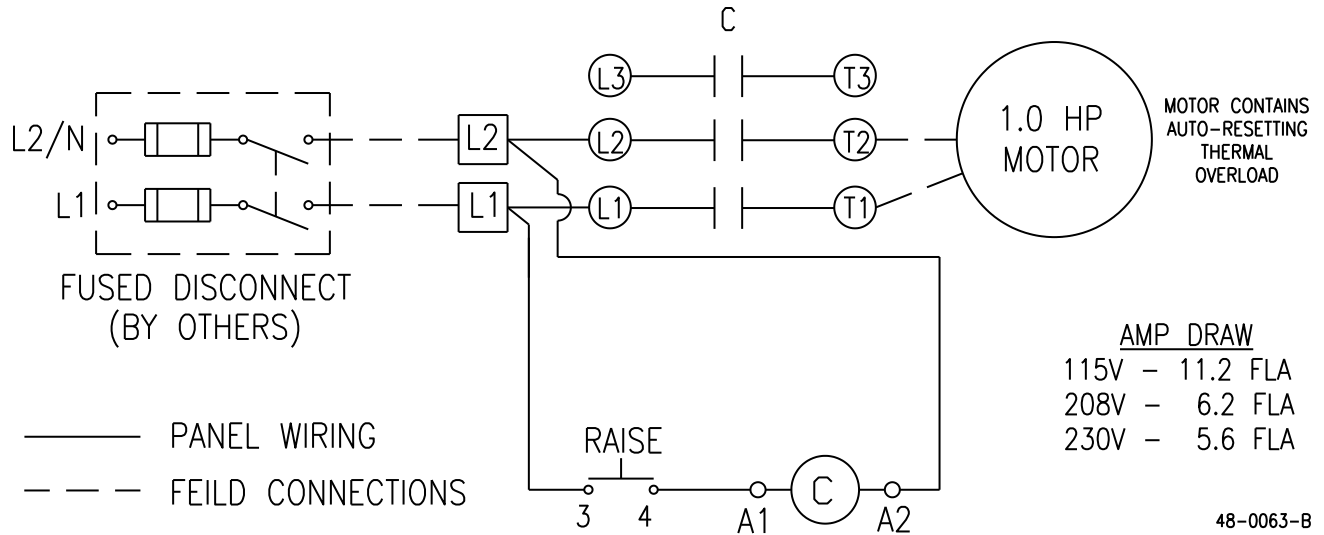 C
L3
T3
L2/N
L2
L2
T2
1.0 HP
MOTOR
MOTOR CONTAINS
AUTO-RESETTING
THERMAL
OVERLOAD
L1
L1
L1
T1
FUSED DISCONNECT
(BY OTHERS)
AMP DRAW
115V - 11.2 FLA
208V - 6.2 FLA
230V - 5.6 FLA
PANEL WIRING
FEILD CONNECTIONS
RAISE
3
4
A1
C
A2
48-0063-B